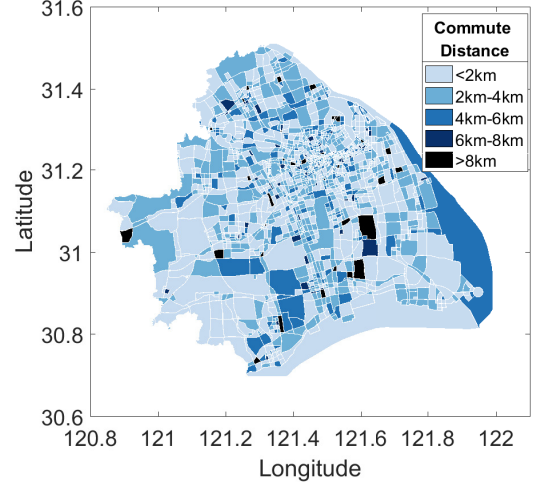 31.6
31.4
31.2
31
30.8
30.6
Latitude
120.8 121 121.2 121.4 121.6 121.8 122
Longitude
Commute
Distance
<2km
2km-4km
4km-6km
6km-8km
>8km